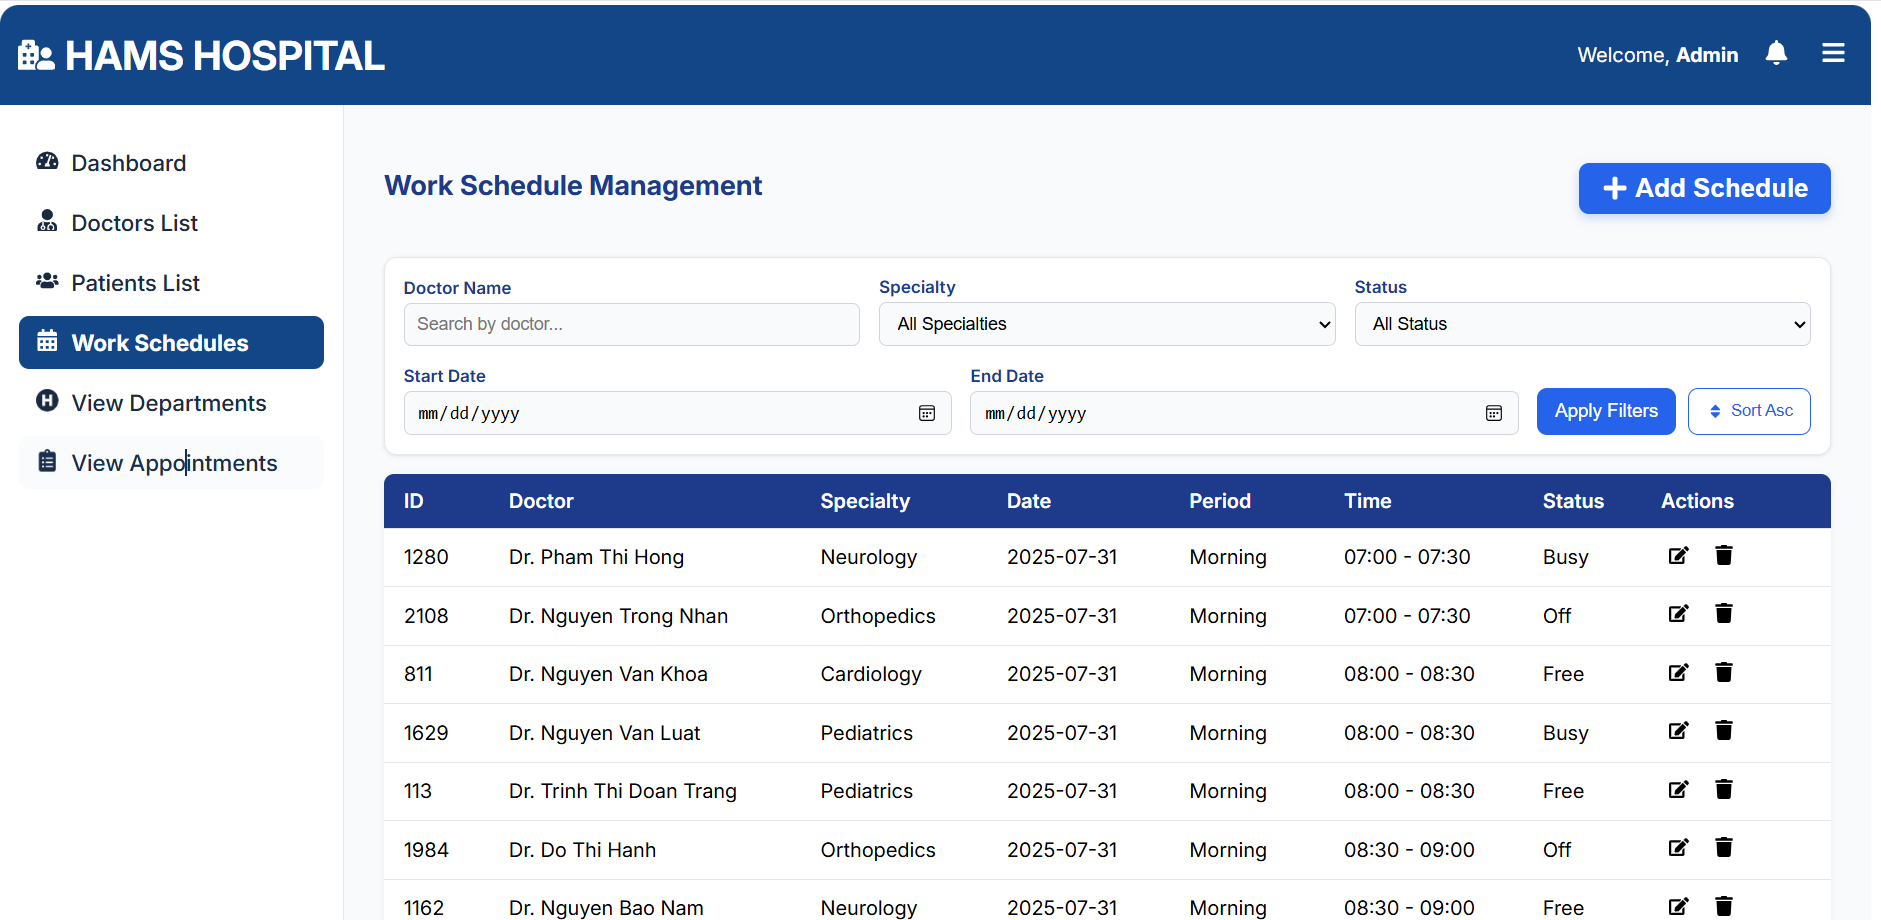 HAMS HOSPITAL
Welcome, Admin
Dashboard
Doctors List
Patients List
Work Schedules
View Departments
View Appointments
Work Schedule Management
Add Schedule
Doctor Name Specialty Status
Search by doctor... All Specialties All Status
Start Date End Date
mm/dd/yyyy mm/dd/yyyy Apply Filters Sort Asc
ID Doctor Specialty Date Period Time Status Actions
1280 Dr. Pham Thi Hong Neurology 2025-07-31 Morning 07:00 - 07:30 Busy
2108 Dr. Nguyen Trong Nhan Orthopedics 2025-07-31 Morning 07:00 - 07:30 Off
811 Dr. Nguyen Van Khoa Cardiology 2025-07-31 Morning 08:00 - 08:30 Free
1629 Dr. Nguyen Van Luat Pediatrics 2025-07-31 Morning 08:00 - 08:30 Busy
113 Dr. Trinh Thi Doan Trang Pediatrics 2025-07-31 Morning 08:00 - 08:30 Free
1984 Dr. Do Thi Hanh Orthopedics 2025-07-31 Morning 08:30 - 09:00 Off
1162 Dr. Nguyen Bao Nam Neurology 2025-07-31 Morning 08:30 - 09:00 Free